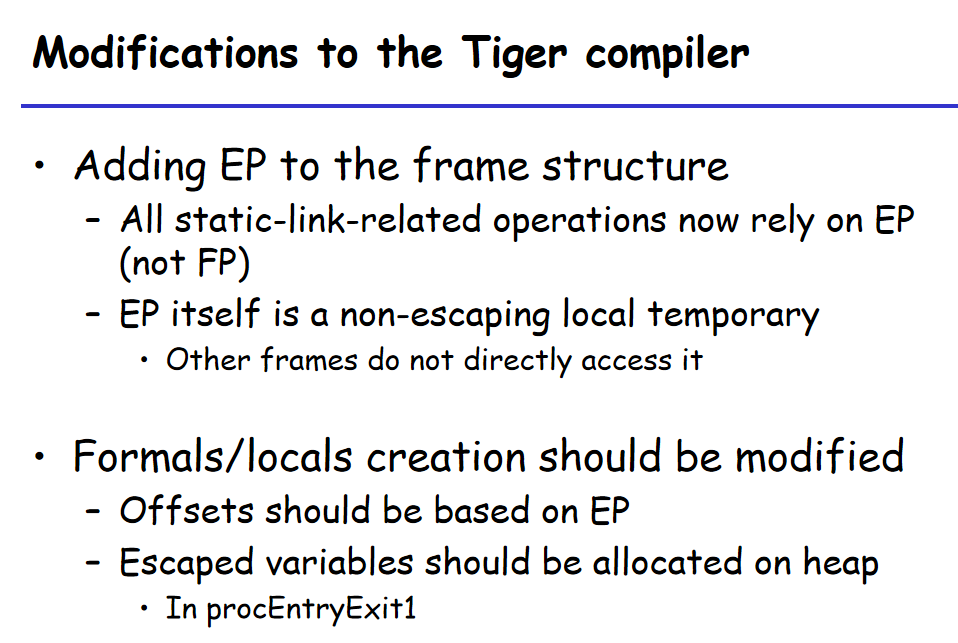 Modifications to the Tiger compiler
• Adding EP to the frame structure
– All static-link-related operations now rely on EP
(not FP)
– EP itself is a non-escaping local temporary
• Other frames do not directly access it
• Formals/locals creation should be modified
– Offsets should be based on EP
– Escaped variables should be allocated on heap
• In procEntryExit1